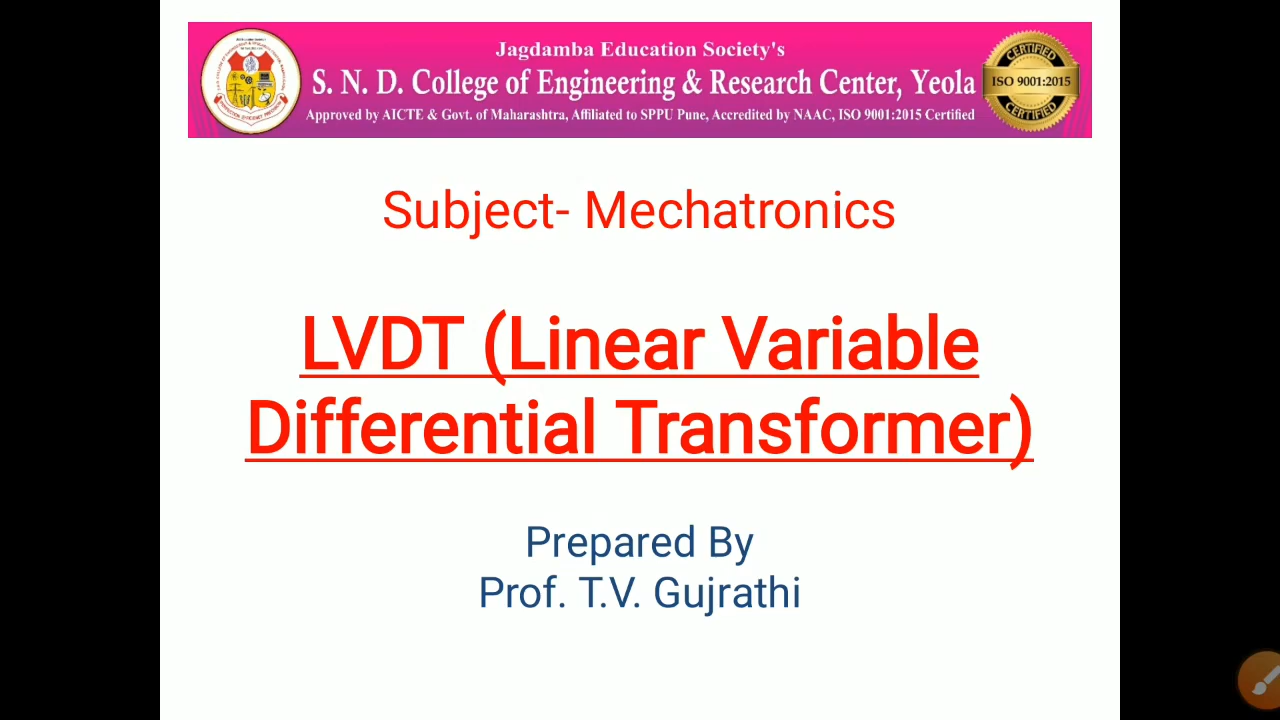 Jagdamba Education Society's
S. N. D. College of Engineering & Research Center, Yeola
Approved by AICTE & Govt. of Maharashtra, Affiliated to SPPU Pune, Accredited by NAAC, ISO 9001:2015 Certified
CERTIFIED
ISO 9001:2015
CERTIFIED
Subject- Mechatronics
LVDT (Linear Variable
Differential Transformer)
Prepared By
Prof. T.V. Gujrathi